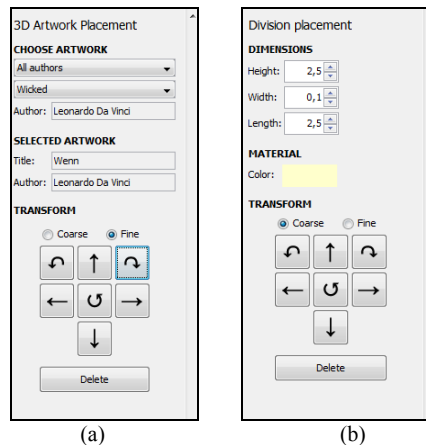 3D Artwork Placement
CHOOSE ARTWORK
All authors
Wicked
Author: Leonardo Da Vinci
SELECTED ARTWORK
Title: Wenn
Author: Leonardo Da Vinci
TRANSFORM
Coarse Fine
Delete
(a)
Division placement
DIMENSIONS
Height: 2,5
Width: 0,1
Length: 2,5
MATERIAL
Color:
TRANSFORM
Coarse Fine
Delete
(b)